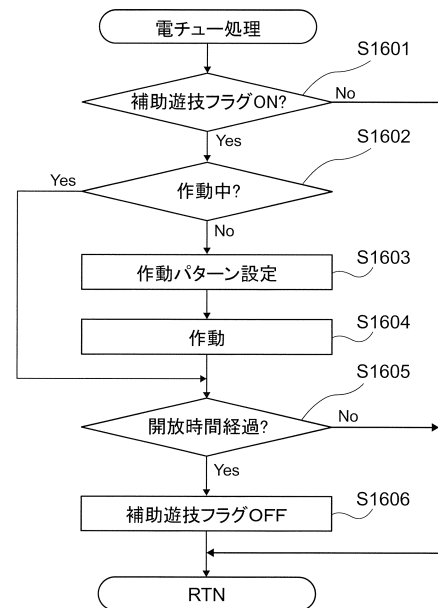 電チュー処理
S1601
補助遊技フラグON?
No
Yes
S1602
Yes
作動中?
No
S1603
作動パターン設定
S1604
作動
S1605
開放時間経過?
No
Yes
S1606
補助遊技フラグOFF
RTN